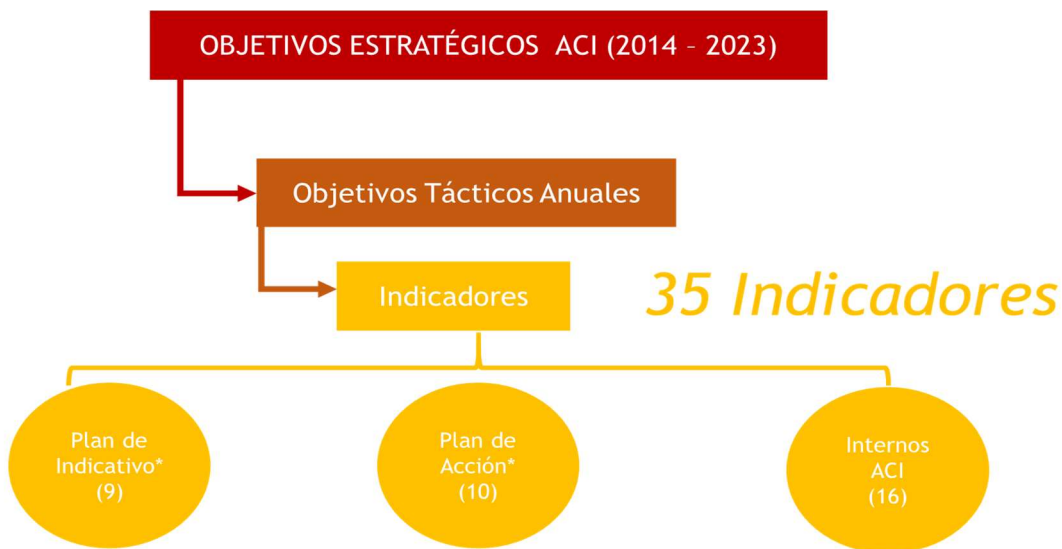 OBJETIVOS ESTRATÉGICOS ACI (2014 – 2023)
Objetivos Tácticos Anuales
Indicadores
35 Indicadores
Plan de
Indicativo*
(9)
Plan de
Acción*
(10)
Internos
ACI
(16)